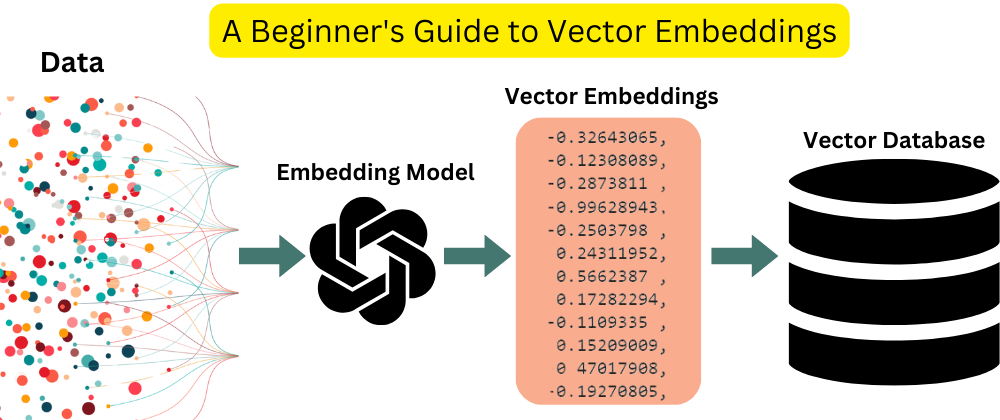 A Beginner's Guide to Vector Embeddings
Data
Embedding Model
Vector Embeddings
-0.32643065,
-0.12308089,
-0.2873811 ,
-0.99628943,
-0.2503798 ,
0.24311952,
0.5662387 ,
0.17282294,
-0.1109335 ,
0.15209009,
0 47017908,
-0.19270805,
Vector Database